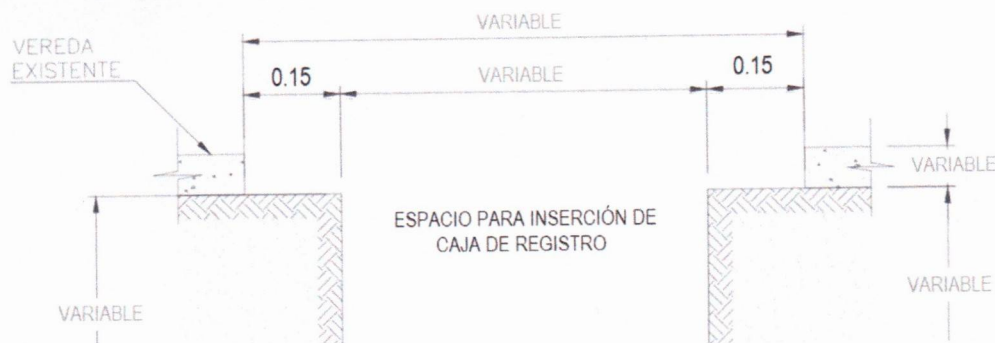 VARIABLE
VEREDA
EXISTENTE
0.15
VARIABLE
0.15
VARIABLE
ESPACIO PARA INSERCIÓN DE
CAJA DE REGISTRO
VARIABLE
VARIABLE